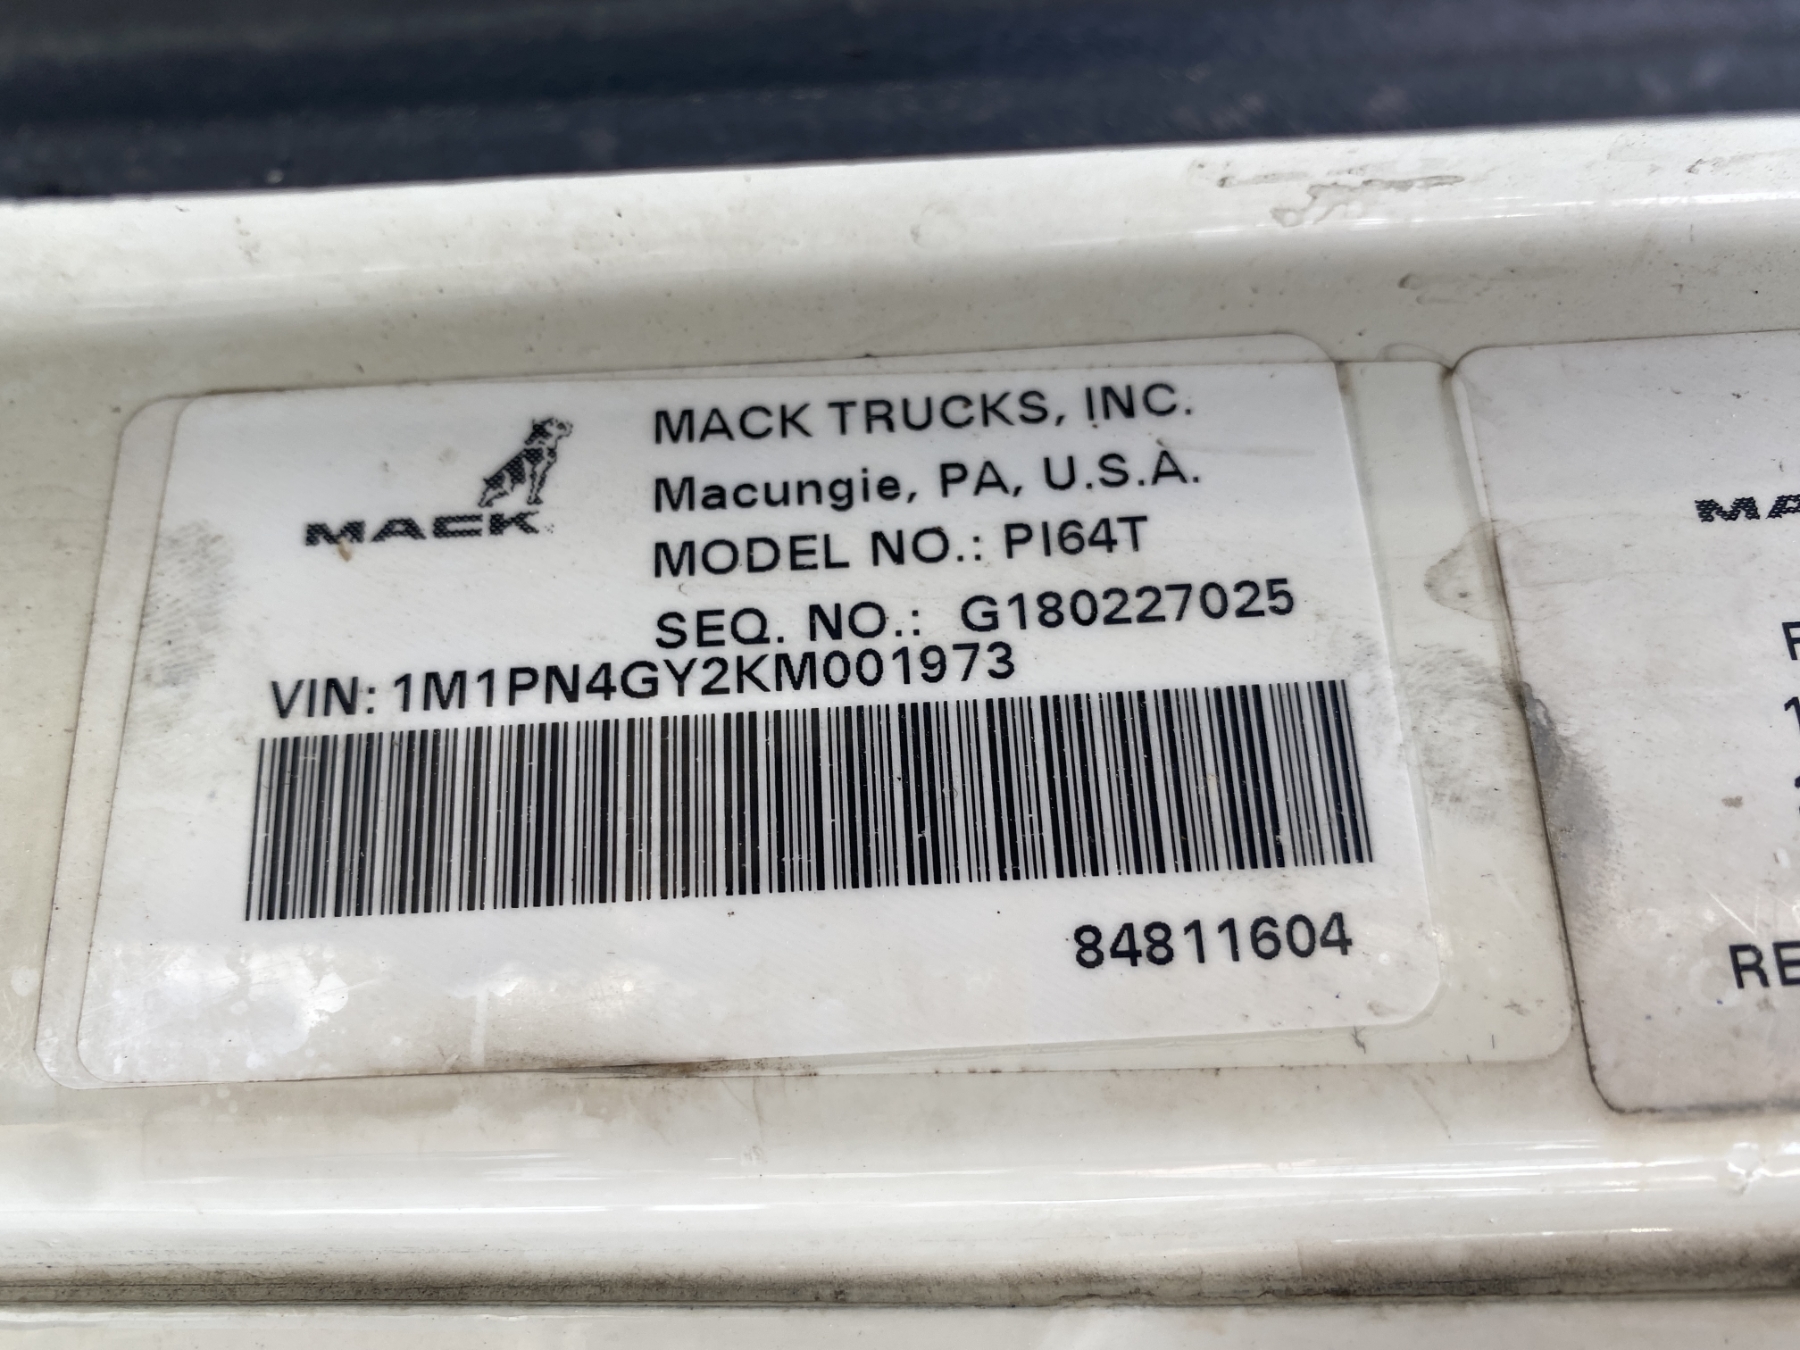 MACK
MACK TRUCKS, INC.
Macungie, PA, U.S.A.
MODEL NO.: PI64T
SEQ. NO.: G180227025
VIN: 1M1PN4GY2KM001973
84811604